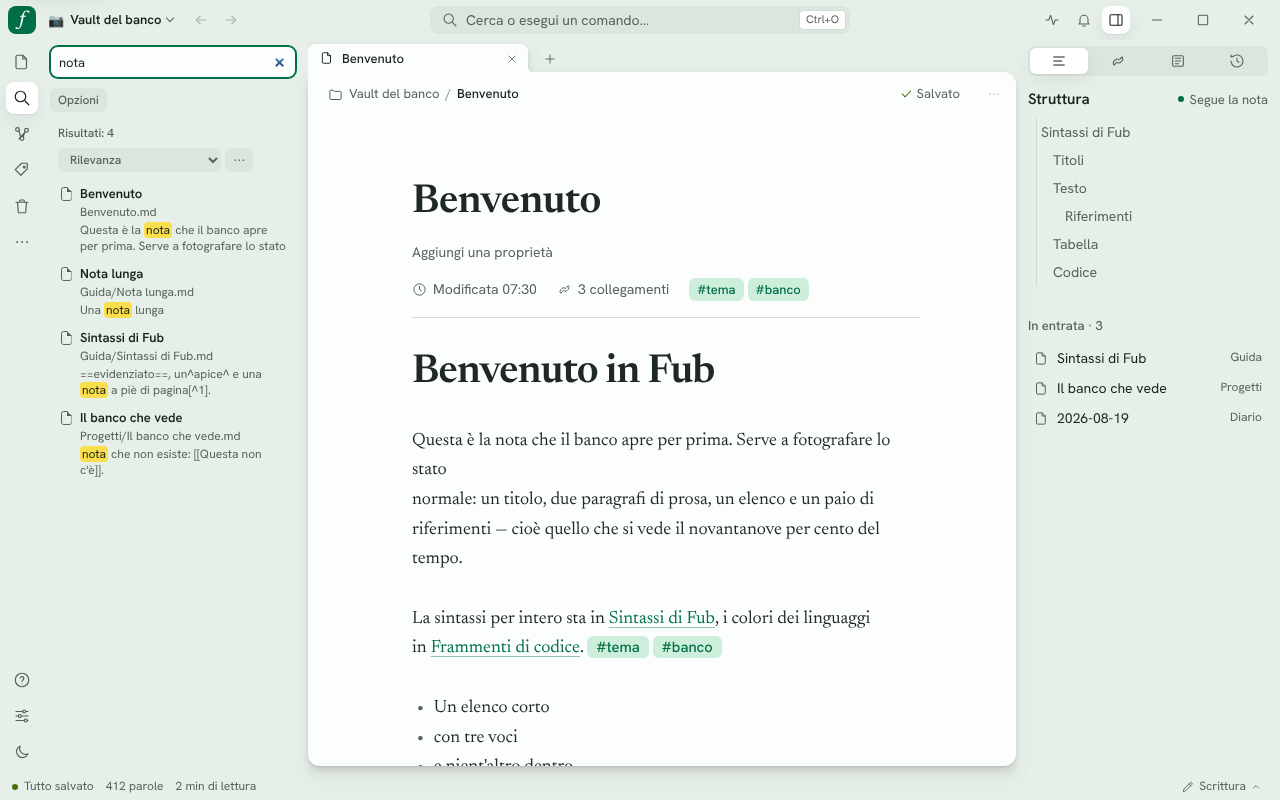 f
Vault del banco
Cerca o esegui un comando...
Ctrl+O
nota
Opzioni
Risultati: 4
Rilevanza
Benvenuto
Benvenuto.md
Questa è la nota che il banco apre
per prima. Serve a fotografare lo stato
Nota lunga
Guida/Nota lunga.md
Una nota lunga
Sintassi di Fub
Guida/Sintassi di Fub.md
==evidenziato==, un^apice^ e una
nota a piè di pagina[^1].
Il banco che vede
Progetti/Il banco che vede.md
nota che non esiste: [[Questa non
c'è]].
Benvenuto
Vault del banco / Benvenuto
Salvato
Benvenuto
Aggiungi una proprietà
Modificata 07:30
3 collegamenti
#tema
#banco
Benvenuto in Fub
Questa è la nota che il banco apre per prima. Serve a fotografare lo
stato
normale: un titolo, due paragrafi di prosa, un elenco e un paio di
riferimenti — cioè quello che si vede il novantanove per cento del
tempo.
La sintassi per intero sta in Sintassi di Fub, i colori dei linguaggi
in Frammenti di codice. #tema #banco
• Un elenco corto
• con tre voci
• e nient'altro dentro
Struttura
Segue la nota
Sintassi di Fub
Titoli
Testo
Riferimenti
Tabella
Codice
In entrata · 3
Sintassi di Fub Guida
Il banco che vede Progetti
2026-08-19 Diario
Tutto salvato
412 parole
2 min di lettura
Scrittura